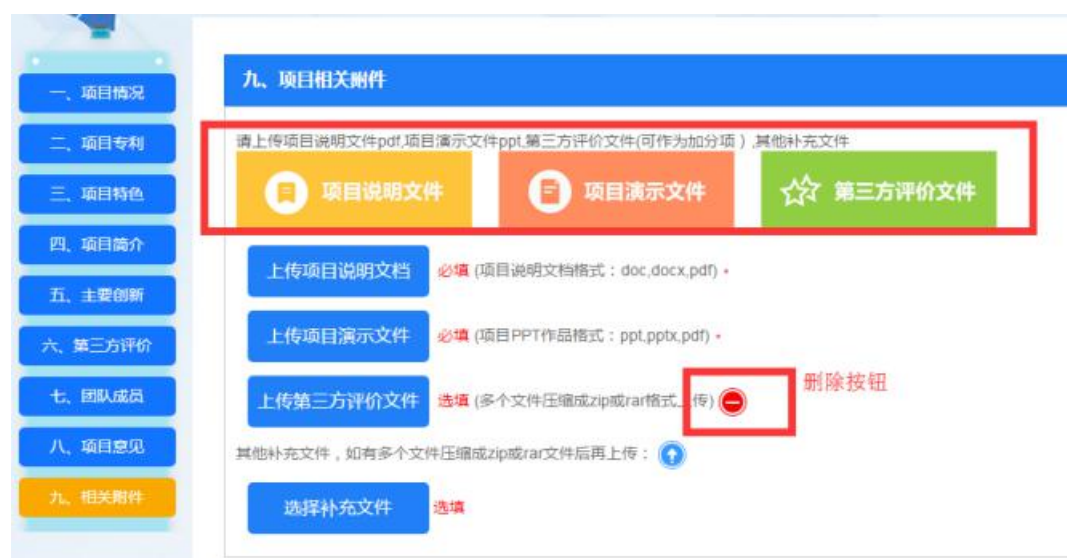 一、项目情况
二、项目专利
三、项目特色
四、项目简介
五、主要创新
六、第三方评价
七、团队成员
八、项目意见
九、相关附件
九、项目相关附件
请上传项目说明文件pdf,项目演示文件ppt,第三方评价文件(可作为加分项）,其他补充文件
项目说明文件 项目演示文件 第三方评价文件
上传项目说明文档 必填 (项目说明文档格式：doc,docx,pdf) *
上传项目演示文件 必填 (项目PPT作品格式：ppt,pptx,pdf) *
上传第三方评价文件 选填 (多个文件压缩成zip或rar格式上传) 删除按钮
其他补充文件，如有多个文件压缩成zip或rar文件后再上传：
选择补充文件 选填